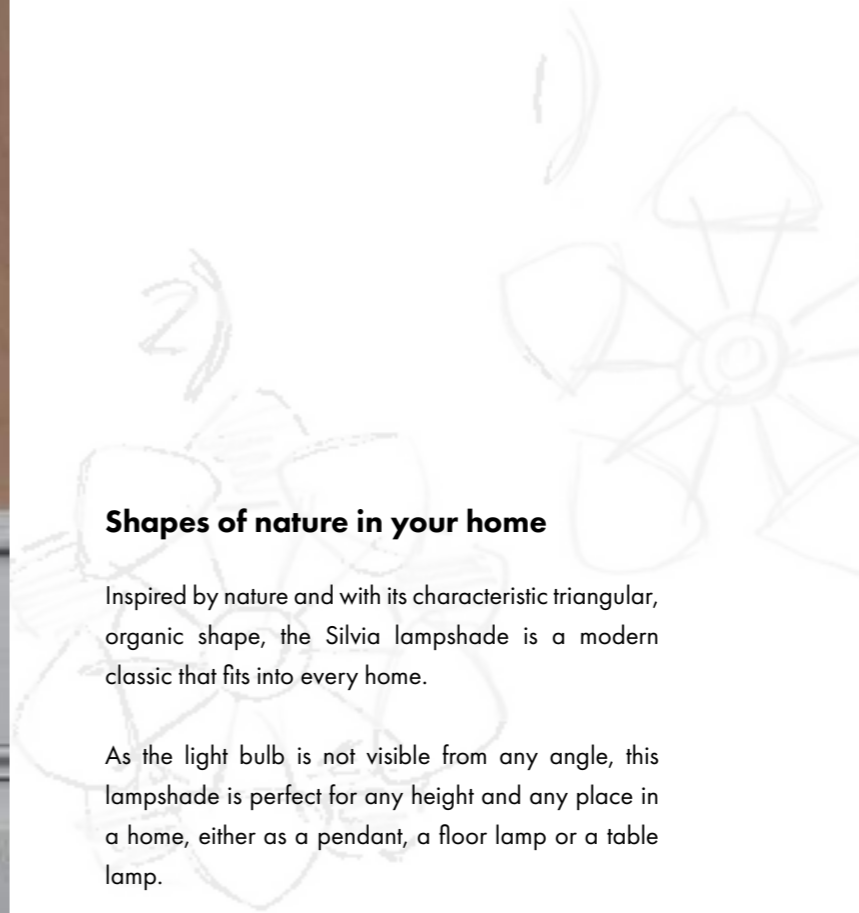 1)
2)
Shapes of nature in your home
Inspired by nature and with its characteristic triangular,
organic shape, the Silvia lampshade is a modern
classic that fits into every home.
As the light bulb is not visible from any angle, this
lampshade is perfect for any height and any place in
a home, either as a pendant, a floor lamp or a table
lamp.